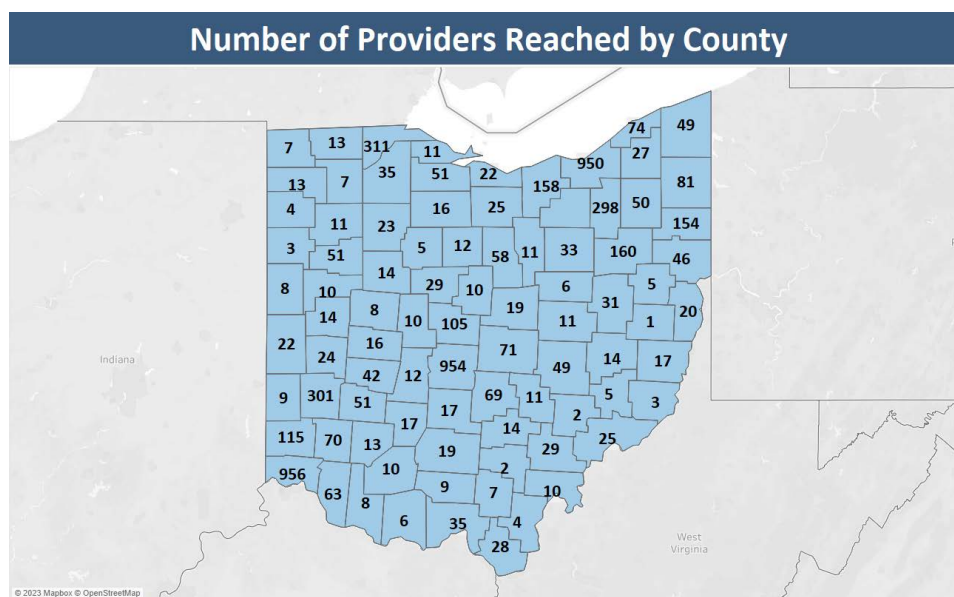 Number of Providers Reached by County
74 49
7 13 311 11 950 27
13 7 35 51 22 158 81
4 16 25 298 50
11 23 154
3 51 5 12 58 11 33 160 46
14
8 10 29 10 6 31 5
14 8 10 105 19 11 1 20
22 16
24 954 71 49 14 17
42 12
9 301 51 17 69 11 5 3
2
115 70 13 17 14 25
19 29
956 10 2
63 8 9 7 10
6 35 4
28
Indiana
West
Virginia
© 2023 Mapbox © OpenStreetMap